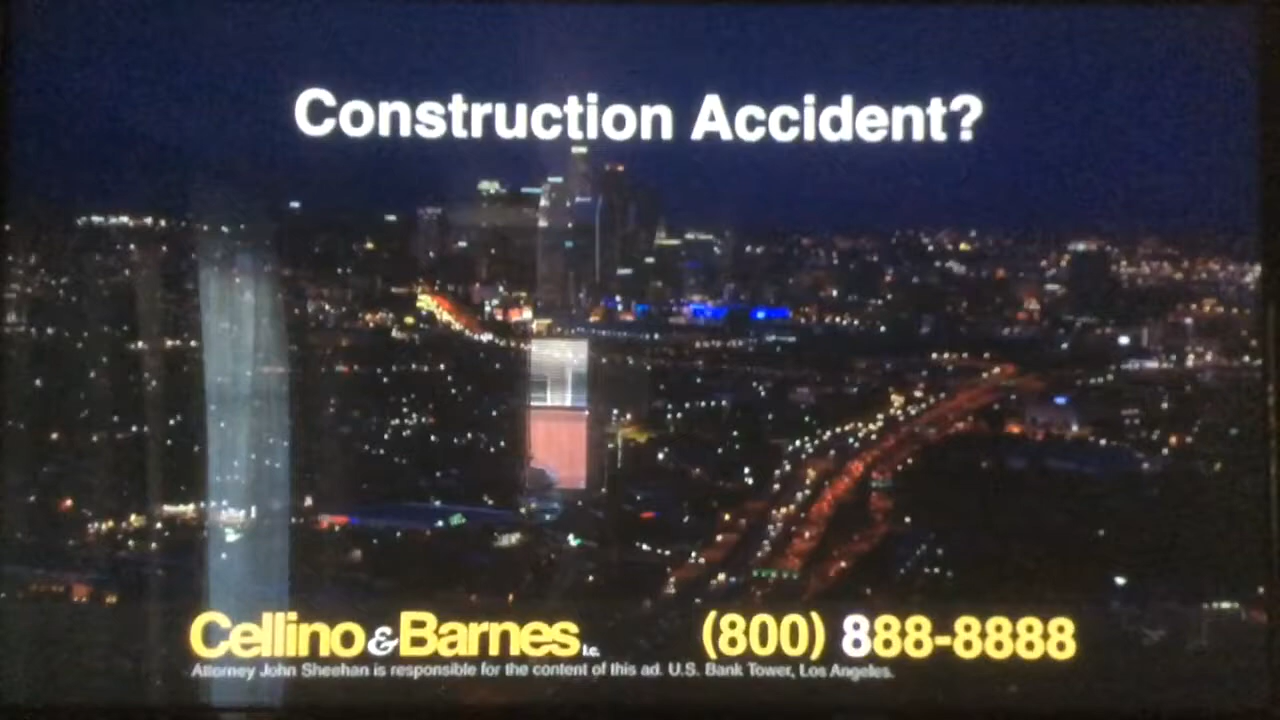 Construction Accident?
Cellino & Barnes l.c. (800) 888-8888
Attorney John Sheehan is responsible for the content of this ad. U.S. Bank Tower, Los Angeles.